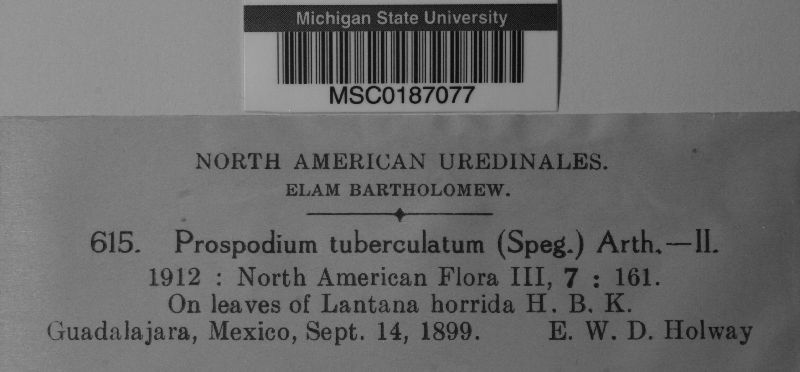 Michigan State University
MSC0187077
NORTH AMERICAN UREDINALES.
ELAM BARTHOLOMEW.
615. Prospodium tuberculatum (Speg.) Arth.—II.
1912 : North American Flora III, 7 : 161.
On leaves of Lantana horrida H. B. K.
Guadalajara, Mexico, Sept. 14, 1899. E. W. D. Holway